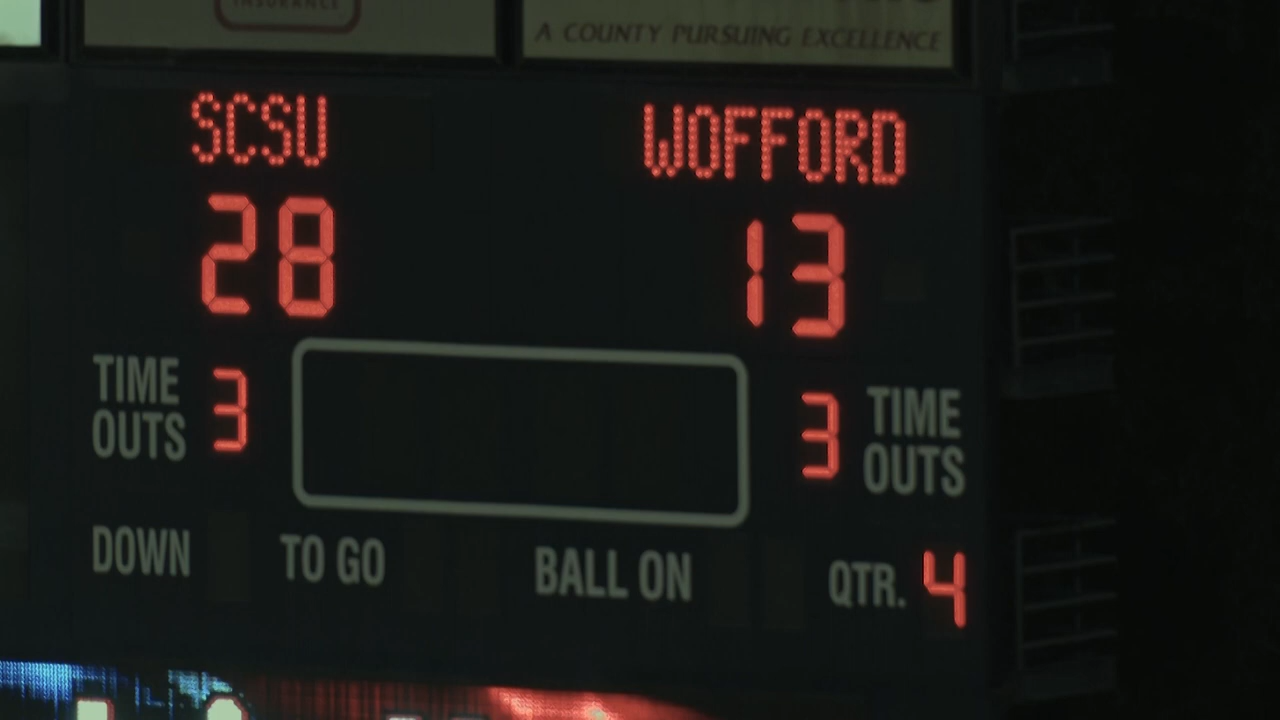 INSURANCE
A COUNTY PURSUING EXCELLENCE
SCSU
WOFFORD
28
13
TIME OUTS 3
3 TIME OUTS
DOWN
TO GO
BALL ON
QTR. 4